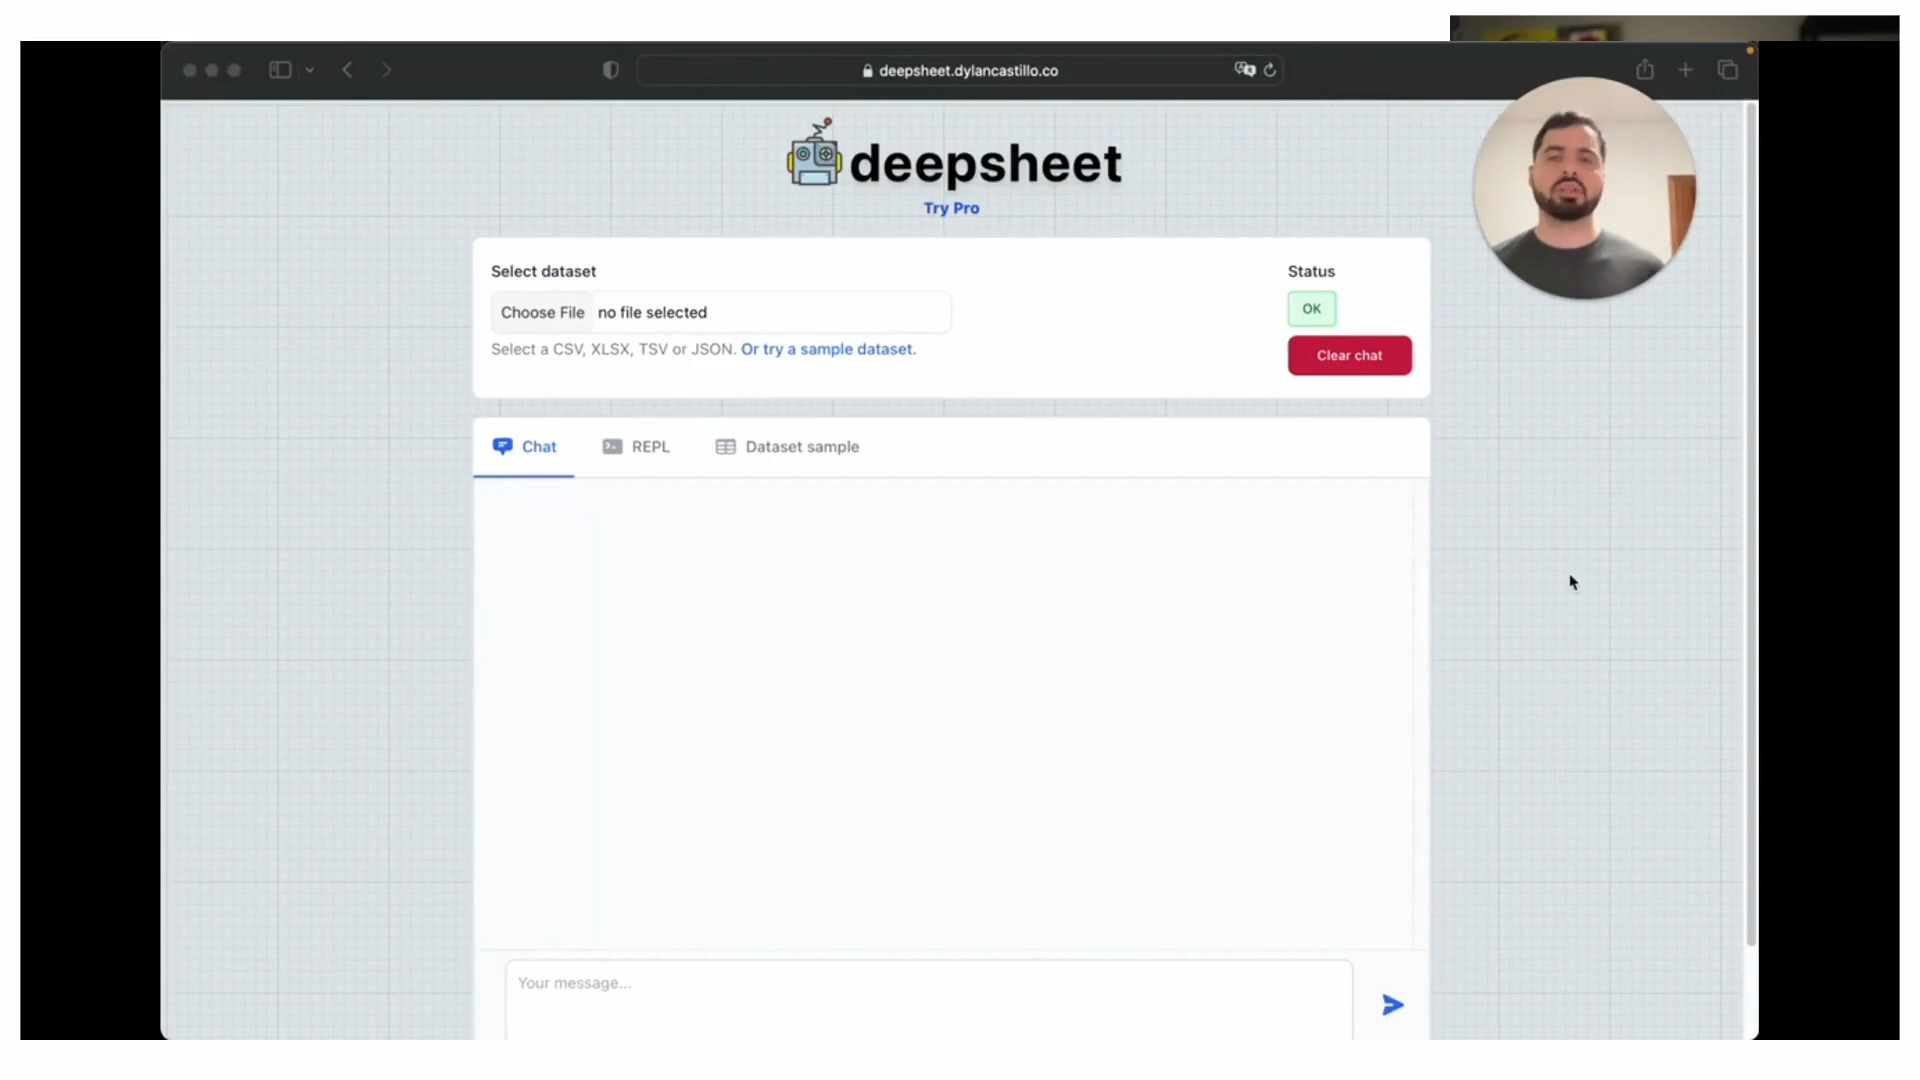 deepsheet.dylancastillo.co
deepsheet
Try Pro
Select dataset
Status
Choose File no file selected
OK
Select a CSV, XLSX, TSV or JSON. Or try a sample dataset.
Clear chat
Chat
REPL
Dataset sample
Your message...